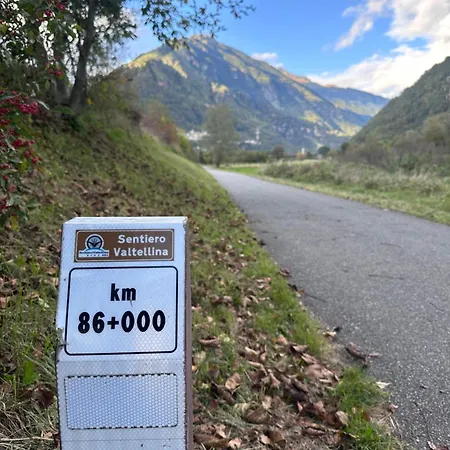 Sentiero
Valtellina
km
86+000